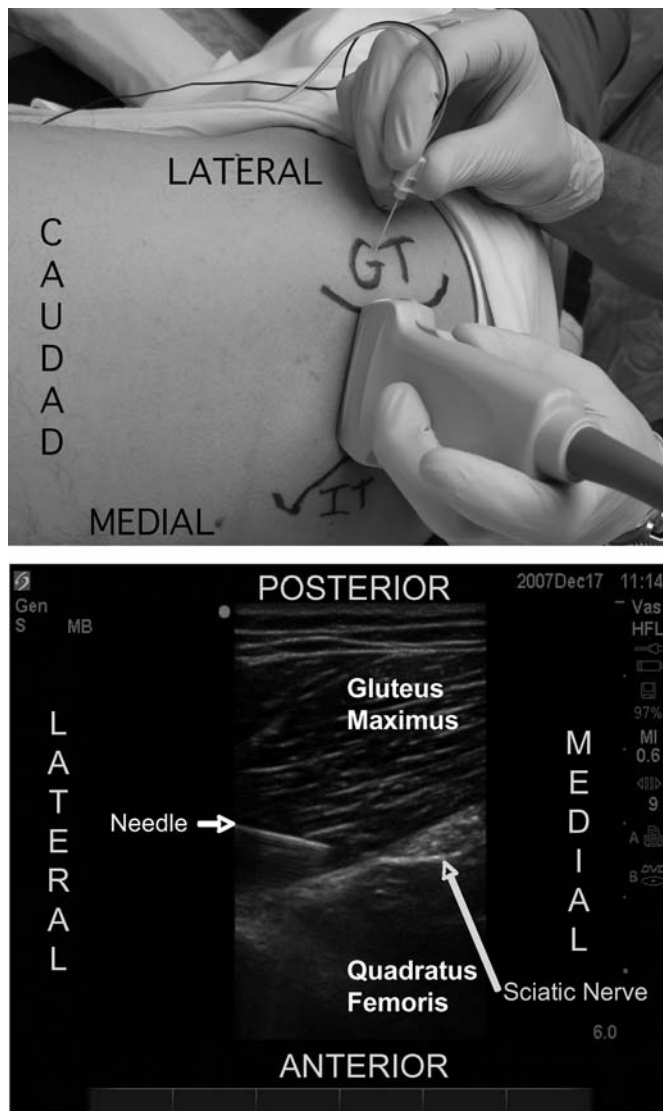 LATERAL
CAUDAD
GT
IT
MEDIAL
POSTERIOR
2007Dec17 11:14
Gen
S MB
Vas
HFL
97%
MI
0.6
9
A
B
Gluteus
Maximus
LATERAL
MEDIAL
Needle
Quadratus
Femoris
Sciatic Nerve
6.0
ANTERIOR